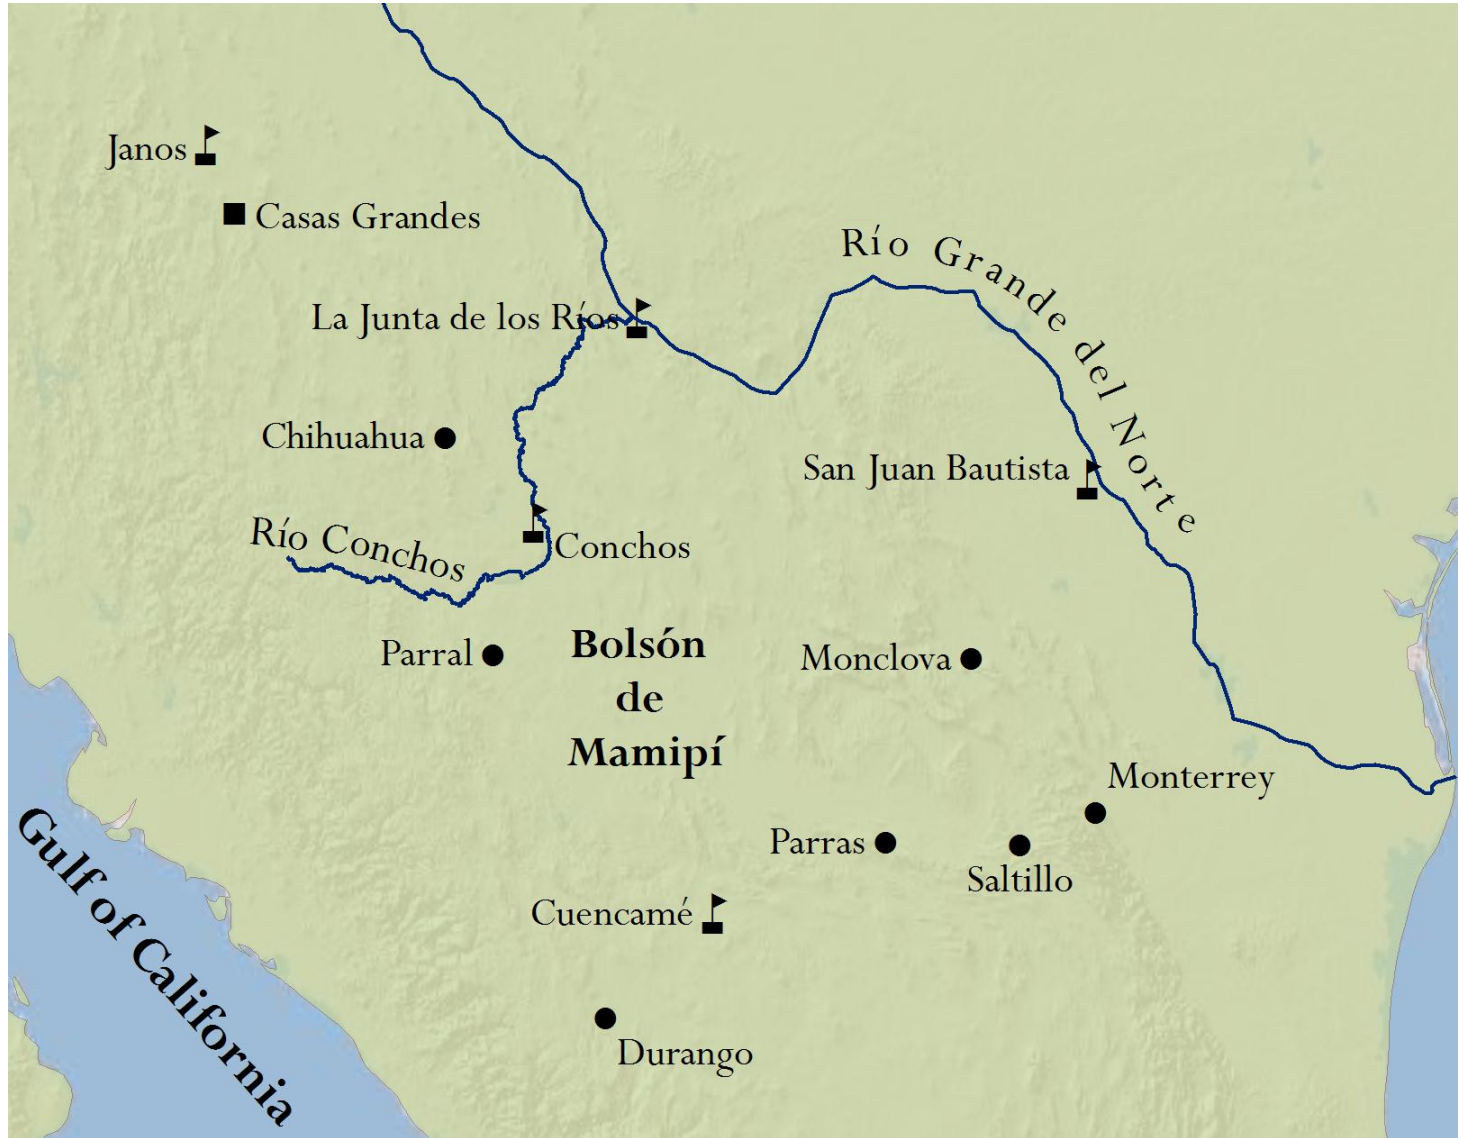 Janos
Casas Grandes
Río Grande del Norte
La Junta de los Ríos
Chihuahua
San Juan Bautista
Río Conchos
Conchos
Parral
Bolsón
de
Mamipí
Monclova
Monterrey
Parras
Saltillo
Cuencamé
Gulf of California
Durango